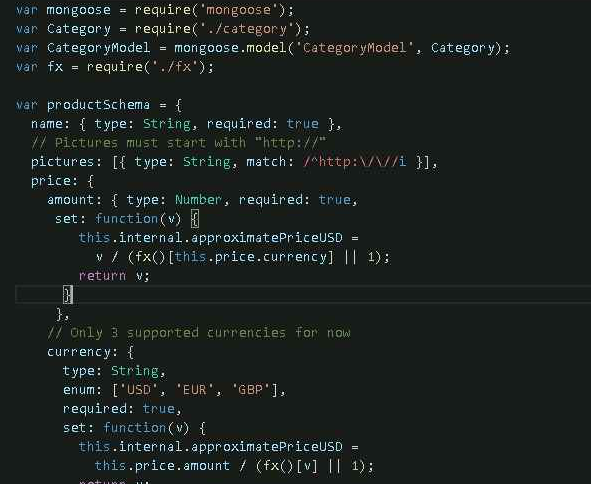 var mongoose = require('mongoose');
var Category = require('./category');
var CategoryModel = mongoose.model('CategoryModel', Category);
var fx = require('./fx');
var productSchema = {
name: { type: String, required: true },
// Pictures must start with "http://"
pictures: [{ type: String, match: /^http:\/\//i }],
price: {
amount: { type: Number, required: true,
set: function(v) {
this.internal.approximatePriceUSD =
v / (fx()[this.price.currency] || 1);
return v;
}
},
// Only 3 supported currencies for now
currency: {
type: String,
enum: ['USD', 'EUR', 'GBP'],
required: true,
set: function(v) {
this.internal.approximatePriceUSD =
this.price.amount / (fx()[v] || 1);
return v;